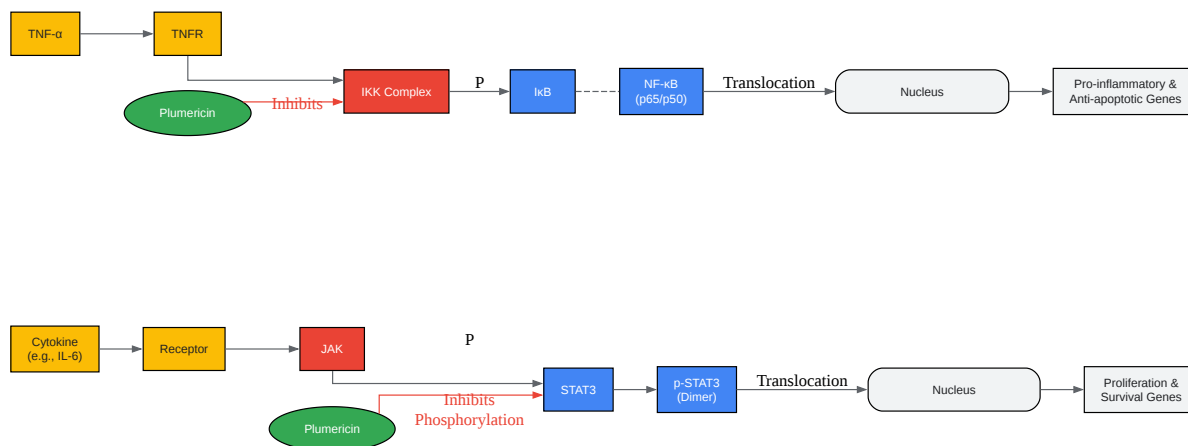 TNF-α
TNFR
Plumericin
Inhibits
IKK Complex
P
IκB
NF-κB
(p65/p50)
Translocation
Nucleus
Pro-inflammatory &
Anti-apoptotic Genes
Cytokine
(e.g., IL-6)
Receptor
JAK
P
Plumericin
Inhibits
Phosphorylation
STAT3
p-STAT3
(Dimer)
Translocation
Nucleus
Proliferation &
Survival Genes